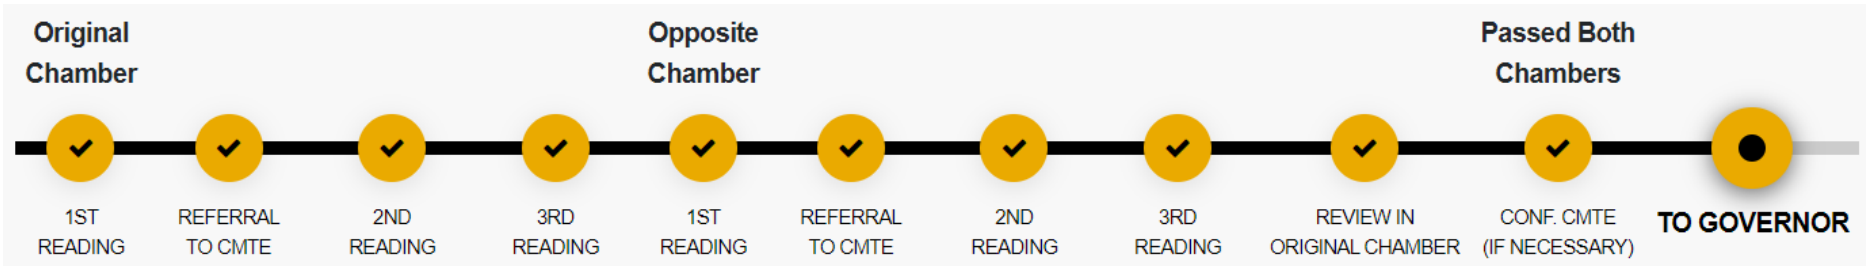 Original
Chamber
Opposite
Chamber
Passed Both
Chambers
1ST
READING
REFERRAL
TO CMTE
2ND
READING
3RD
READING
1ST
READING
REFERRAL
TO CMTE
2ND
READING
3RD
READING
REVIEW IN
ORIGINAL CHAMBER
CONF. CMTE
(IF NECESSARY)
TO GOVERNOR